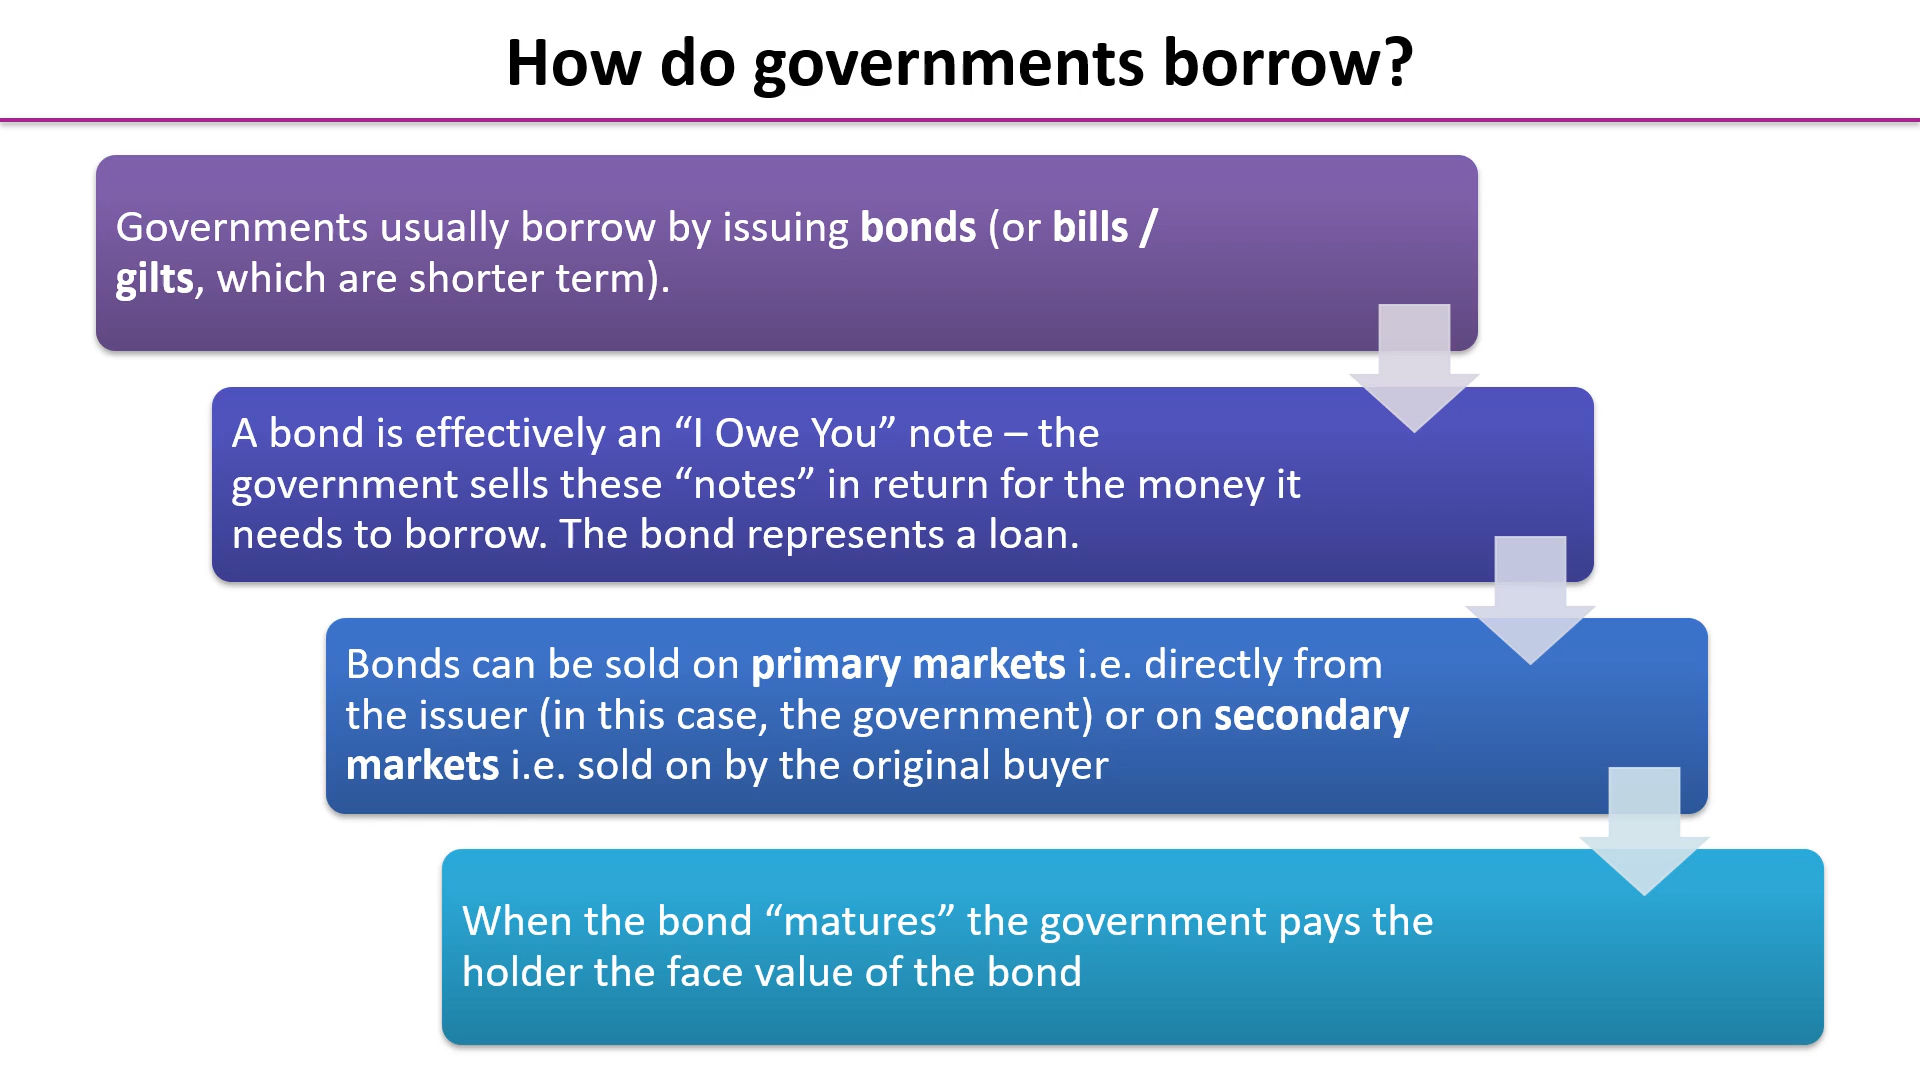 How do governments borrow?
Governments usually borrow by issuing bonds (or bills /
gilts, which are shorter term).
A bond is effectively an “I Owe You” note – the
government sells these “notes” in return for the money it
needs to borrow. The bond represents a loan.
Bonds can be sold on primary markets i.e. directly from
the issuer (in this case, the government) or on secondary
markets i.e. sold on by the original buyer
When the bond “matures” the government pays the
holder the face value of the bond